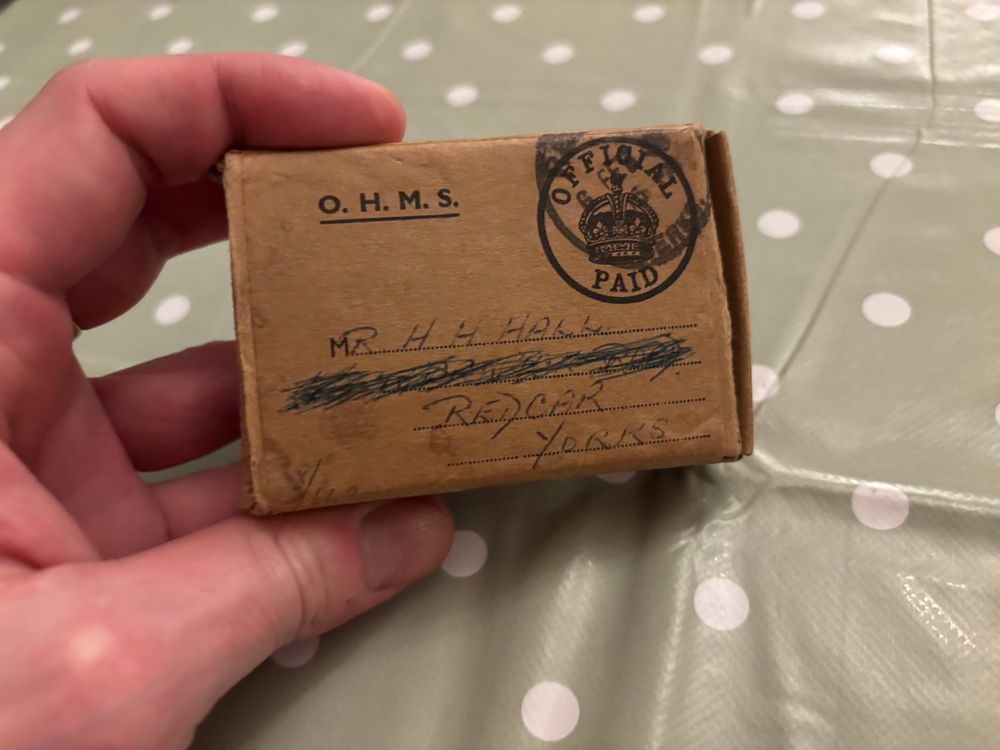 O. H. M. S.
OFFICIAL
PAID
MR H H HALL
REDCAR
YORKS